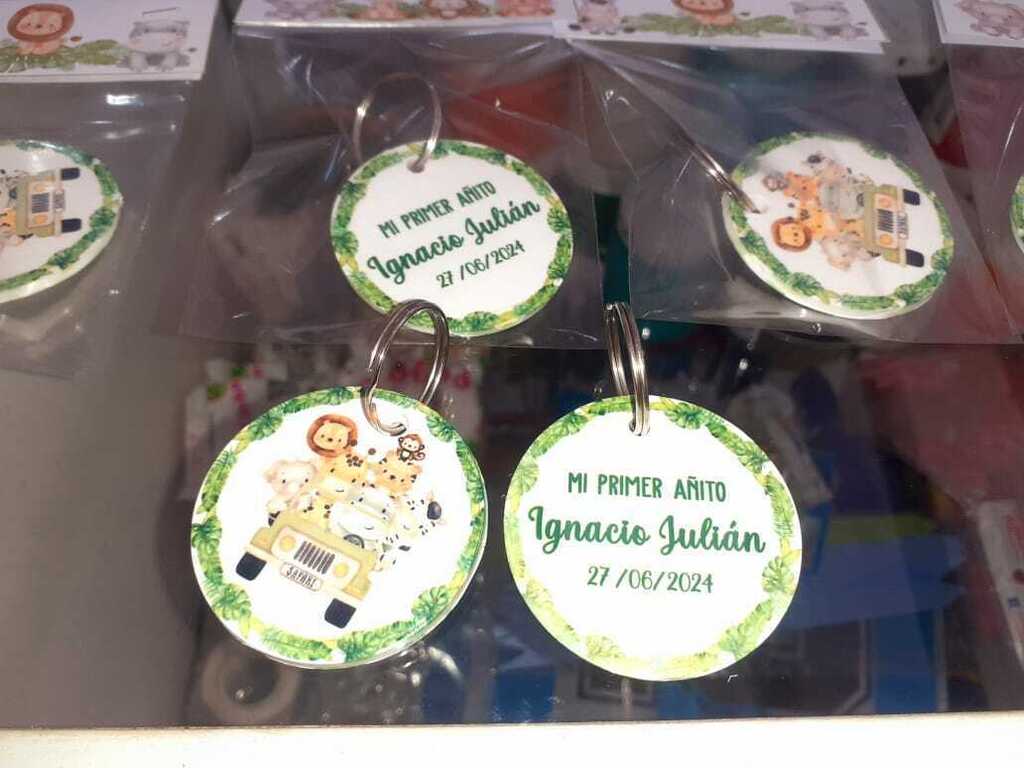 MI PRIMER AÑITO
Ignacio Julián
27/06/2024
SAFARI
MI PRIMER AÑITO
Ignacio Julián
27/06/2024